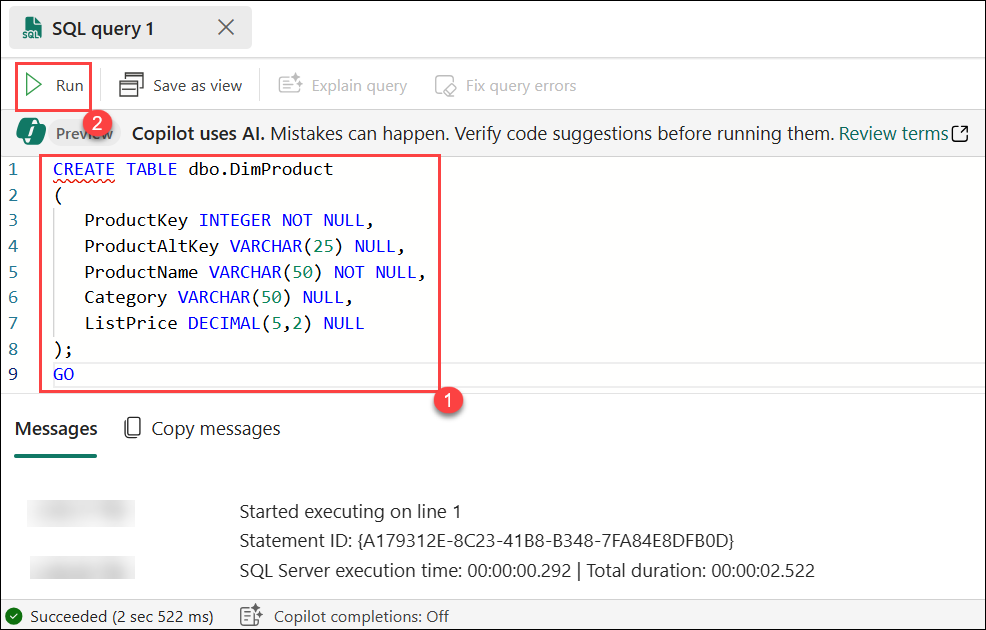 SQL query 1
Run Save as view Explain query Fix query errors
2
Preview Copilot uses AI. Mistakes can happen. Verify code suggestions before running them. Review terms
1 CREATE TABLE dbo.DimProduct
2 (
3 ProductKey INTEGER NOT NULL,
4 ProductAltKey VARCHAR(25) NULL,
5 ProductName VARCHAR(50) NOT NULL,
6 Category VARCHAR(50) NULL,
7 ListPrice DECIMAL(5,2) NULL
8 );
9 GO
1
Messages Copy messages
Started executing on line 1
Statement ID: {A179312E-8C23-41B8-B348-7FA84E8DFB0D}
SQL Server execution time: 00:00:00.292 | Total duration: 00:00:02.522
Succeeded (2 sec 522 ms) Copilot completions: Off